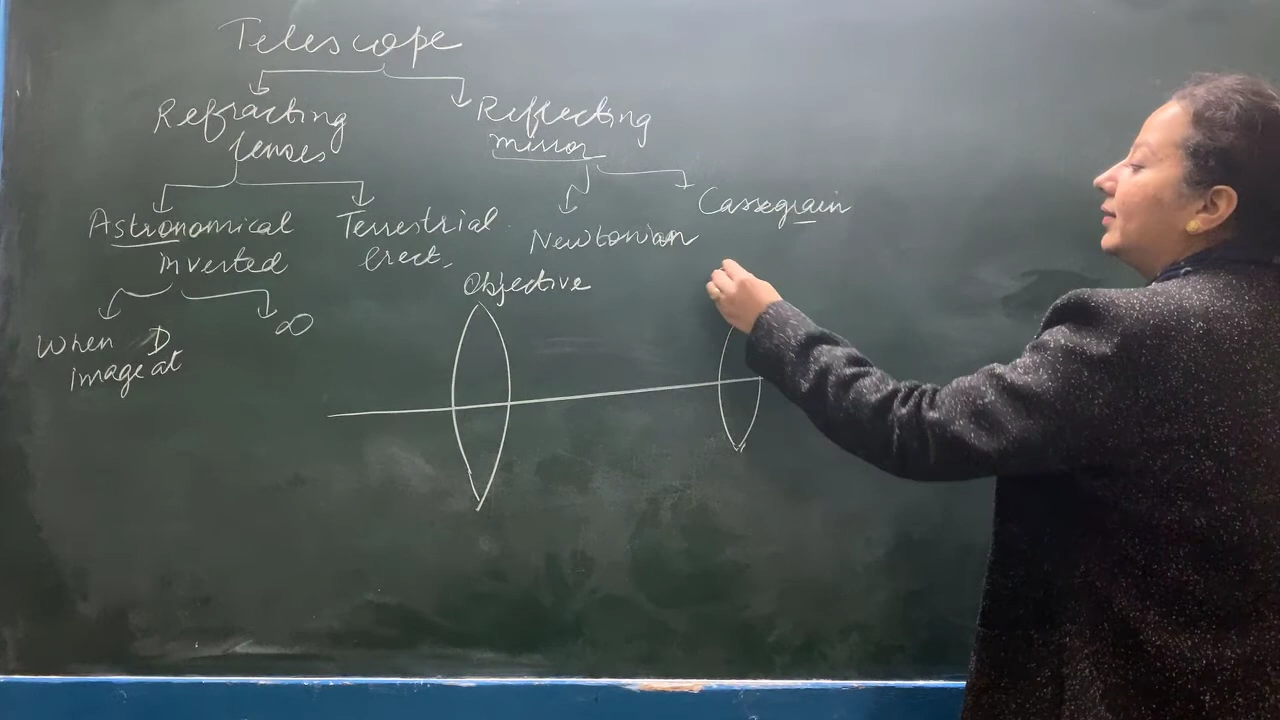 Telescope
Refracting
lenses
Reflecting
mirror
Astronomical
inverted
Terrestrial
erect,
Newtonian
Cassegrain
When D
image at
∞
Objective